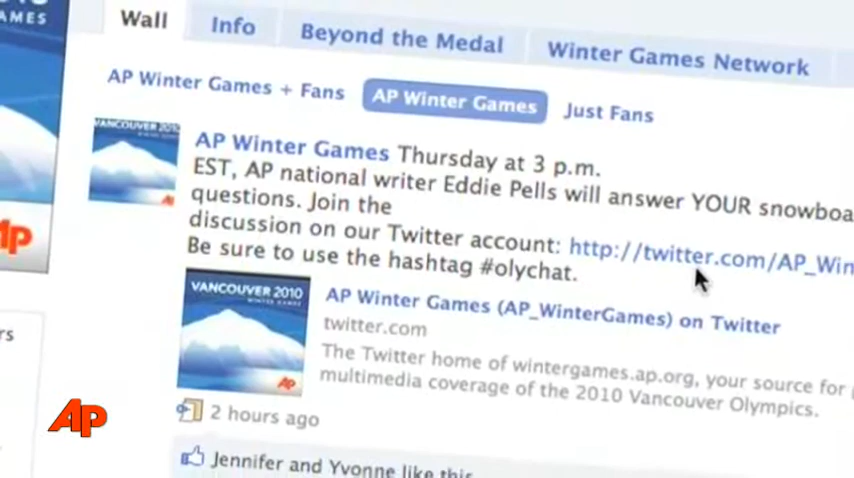 AMES
Wall Info Beyond the Medal Winter Games Network
AP Winter Games + Fans AP Winter Games Just Fans
VANCOUVER 2010
AP Winter Games Thursday at 3 p.m.
EST, AP national writer Eddie Pells will answer YOUR snowboa
questions. Join the
discussion on our Twitter account: http://twitter.com/AP_Win
Be sure to use the hashtag #olychat.
AP
VANCOUVER 2010
WINTER GAMES
AP
AP Winter Games (AP_WinterGames) on Twitter
twitter.com
The Twitter home of wintergames.ap.org, your source for
multimedia coverage of the 2010 Vancouver Olympics.
rs
AP
2 hours ago
Jennifer and Yvonne like this